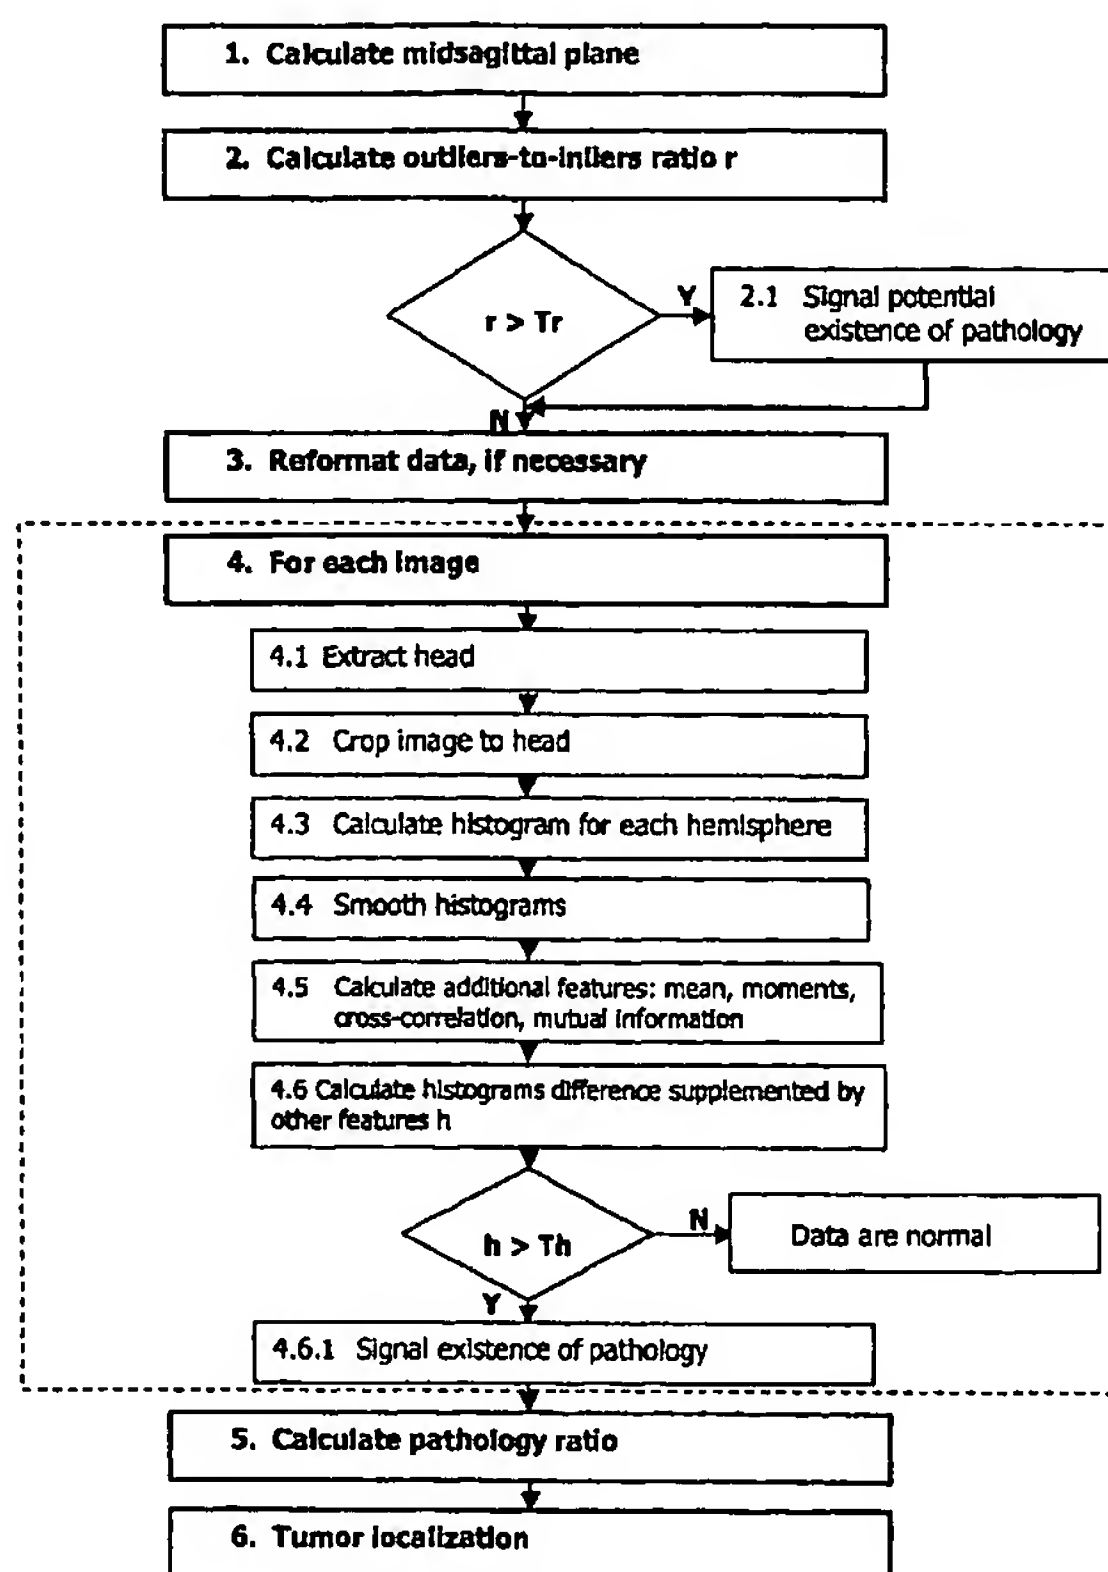 1. Calculate midsagittal plane
2. Calculate outliers-to-inliers ratio r
r > Tr
Y
2.1 Signal potential
existence of pathology
N
3. Reformat data, if necessary
4. For each image
4.1 Extract head
4.2 Crop image to head
4.3 Calculate histogram for each hemisphere
4.4 Smooth histograms
4.5 Calculate additional features: mean, moments,
cross-correlation, mutual information
4.6 Calculate histograms difference supplemented by
other features h
h > Th
N
Data are normal
Y
4.6.1 Signal existence of pathology
5. Calculate pathology ratio
6. Tumor localization